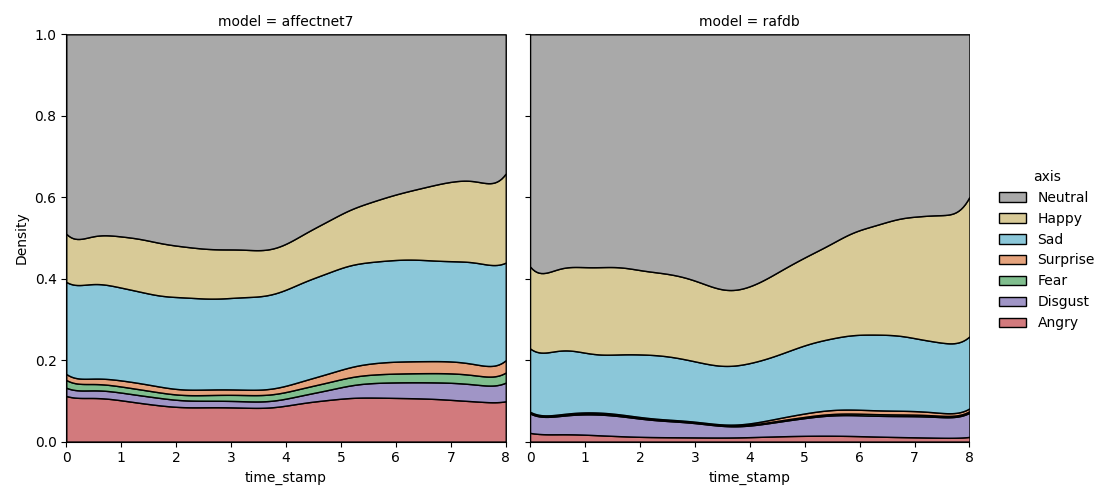 model = affectnet7
model = rafdb
Density
1.0
0.8
0.6
0.4
0.2
0.0
0 1 2 3 4 5 6 7 8
0 1 2 3 4 5 6 7 8
time_stamp
time_stamp
axis
Neutral
Happy
Sad
Surprise
Fear
Disgust
Angry